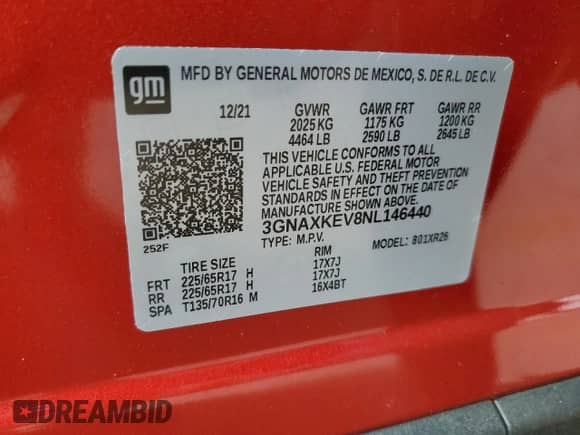 gm
MFD BY GENERAL MOTORS DE MEXICO, S. DE R.L. DE C.V.
12/21 GVWR GAWR FRT GAWR RR
2025 KG 1175 KG 1200 KG
4464 LB 2590 LB 2645 LB
THIS VEHICLE CONFORMS TO ALL
APPLICABLE U.S. FEDERAL MOTOR
VEHICLE SAFETY AND THEFT PREVENTION
STANDARDS IN EFFECT ON THE DATE OF
MANUFACTURE SHOWN ABOVE.
3GNAXKEV8NL146440
252F
TYPE: M.P.V. MODEL: 801XR26
TIRE SIZE RIM
FRT 225/65R17 H 17X7J
RR 225/65R17 H 17X7J
SPA T135/70R16 M 16X4BT
DREAMBID